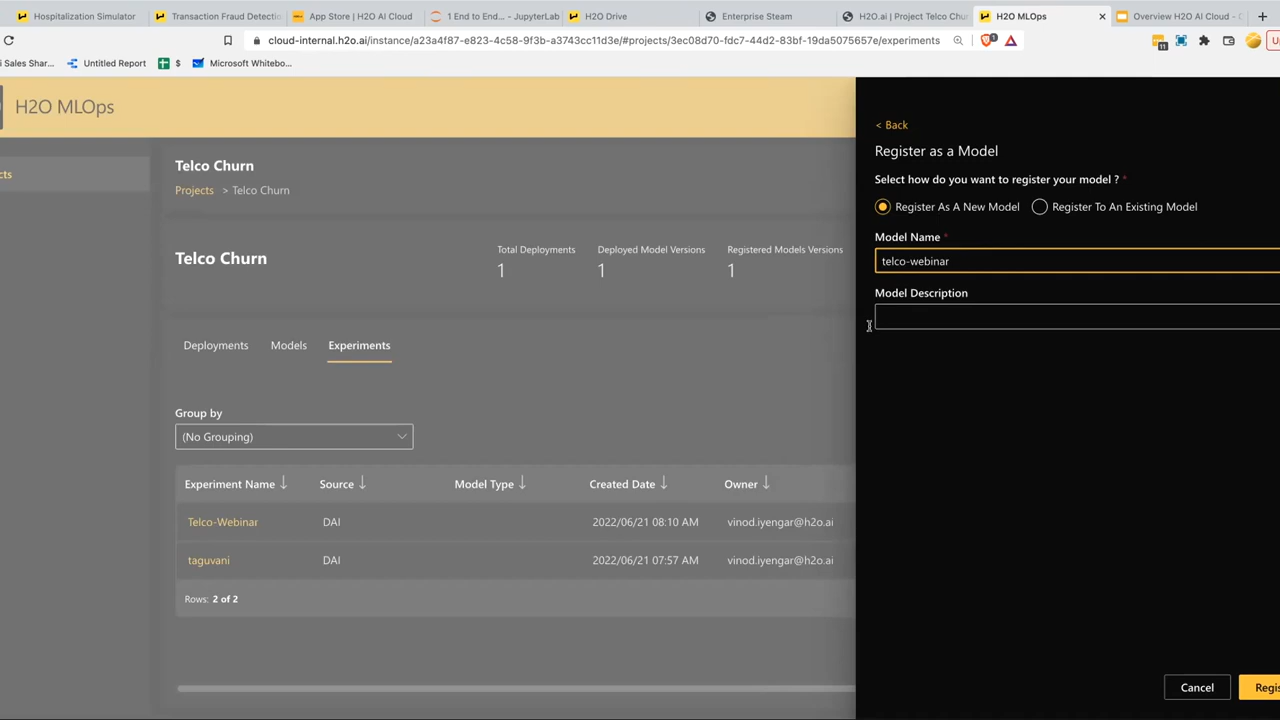 Hospitalization Simulator
Transaction Fraud Detectio
App Store | H2O AI Cloud
1 End to End... - JupyterLab
H2O Drive
Enterprise Steam
H2O.ai | Project Telco Chur
H2O MLOps
Overview H2O AI Cloud -
cloud-internal.h2o.ai/instance/a23a4f87-e823-4c58-9f3b-a3743cc11d3e/#projects/3ec08d70-fdc7-44d2-83bf-19da5075657e/experiments
i Sales Shar...
Untitled Report
$
Microsoft Whitebo...
H2O MLOps
< Back
Register as a Model
cts
Telco Churn
Select how do you want to register your model ? *
Projects > Telco Churn
Register As A New Model
Register To An Existing Model
Model Name *
Telco Churn
Total Deployments
Deployed Model Versions
Registered Models Versions
1
1
1
telco-webinar
Model Description
Deployments
Models
Experiments
Group by
(No Grouping)
Experiment Name
Source
Model Type
Created Date
Owner
Telco-Webinar
DAI
2022/06/21 08:10 AM
vinod.iyengar@h2o.ai
taguvani
DAI
2022/06/21 07:57 AM
vinod.iyengar@h2o.ai
Rows: 2 of 2
Cancel
Regis